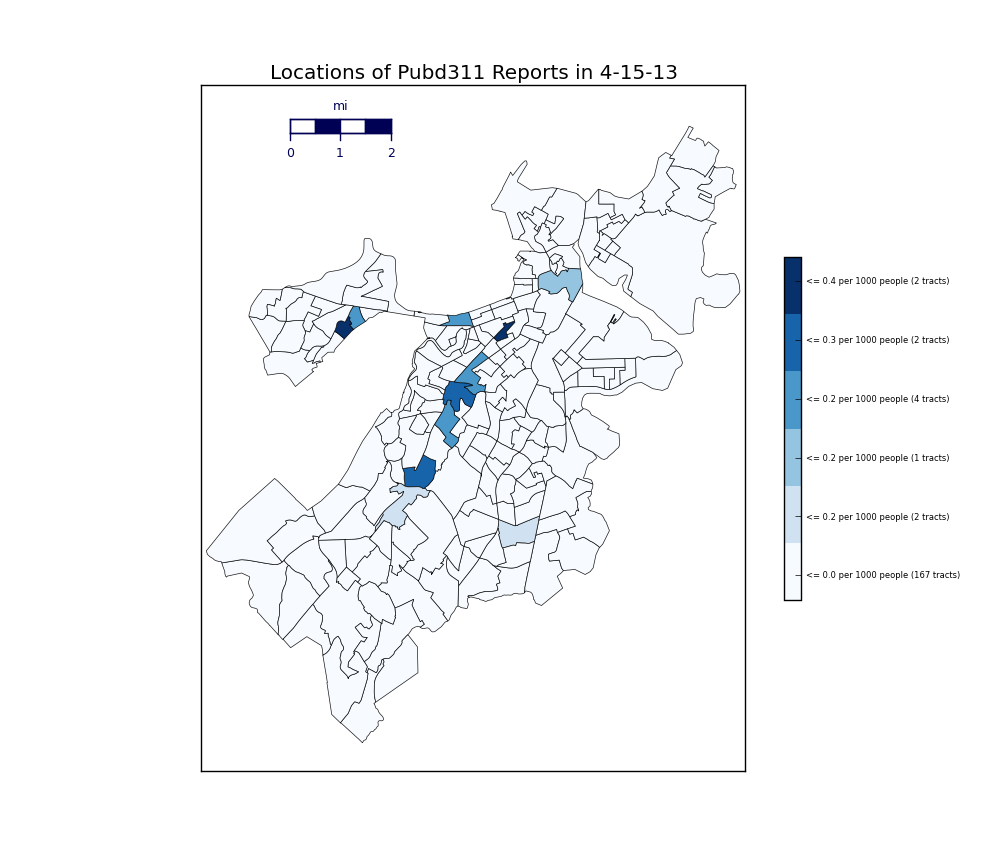 Locations of Pubd311 Reports in 4-15-13
mi
0 1 2
<= 0.4 per 1000 people (2 tracts)
<= 0.3 per 1000 people (2 tracts)
<= 0.2 per 1000 people (4 tracts)
<= 0.2 per 1000 people (1 tracts)
<= 0.2 per 1000 people (2 tracts)
<= 0.0 per 1000 people (167 tracts)